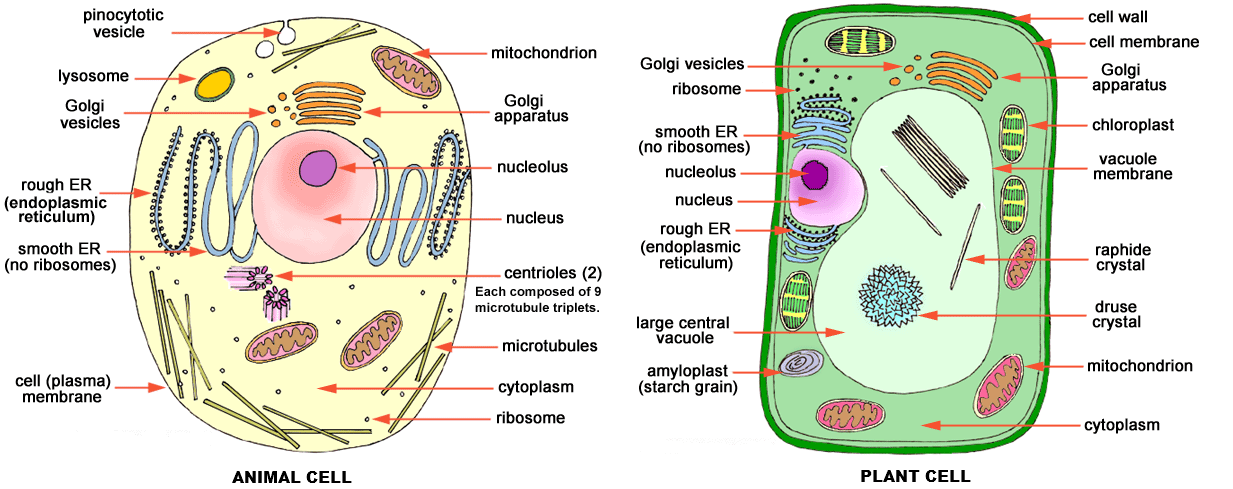 pinocytotic
vesicle
lysosome
Golgi
vesicles
rough ER
(endoplasmic
reticulum)
smooth ER
(no ribosomes)
cell (plasma)
membrane
mitochondrion
Golgi
apparatus
nucleolus
nucleus
centrioles (2)
Each composed of 9
microtubule triplets.
microtubules
cytoplasm
ribosome
ANIMAL CELL
Golgi vesicles
ribosome
smooth ER
(no ribosomes)
nucleolus
nucleus
rough ER
(endoplasmic
reticulum)
large central
vacuole
amyloplast
(starch grain)
cell wall
cell membrane
Golgi
apparatus
chloroplast
vacuole
membrane
raphide
crystal
druse
crystal
mitochondrion
cytoplasm
PLANT CELL